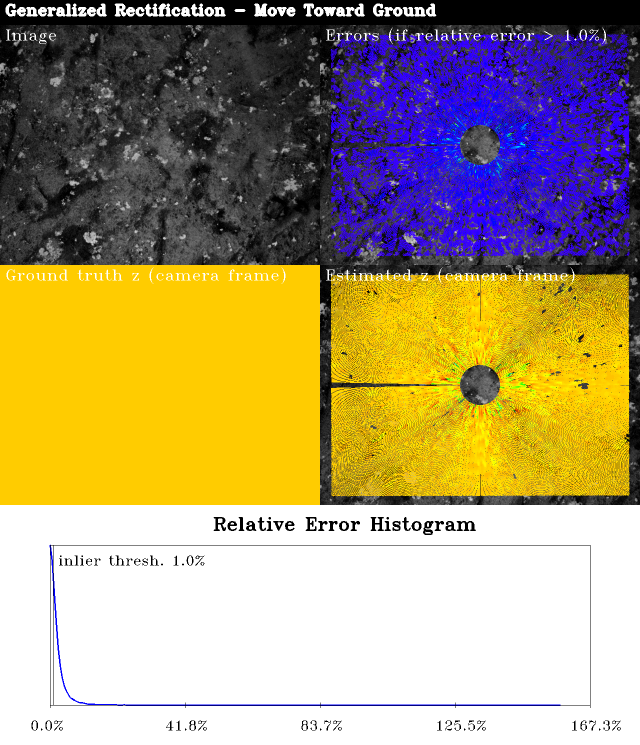 Generalized Rectification - Move Toward Ground
Image
Errors (if relative error > 1.0%)
Ground truth z (camera frame)
Estimated z (camera frame)
Relative Error Histogram
inlier thresh. 1.0%
0.0% 41.8% 83.7% 125.5% 167.3%